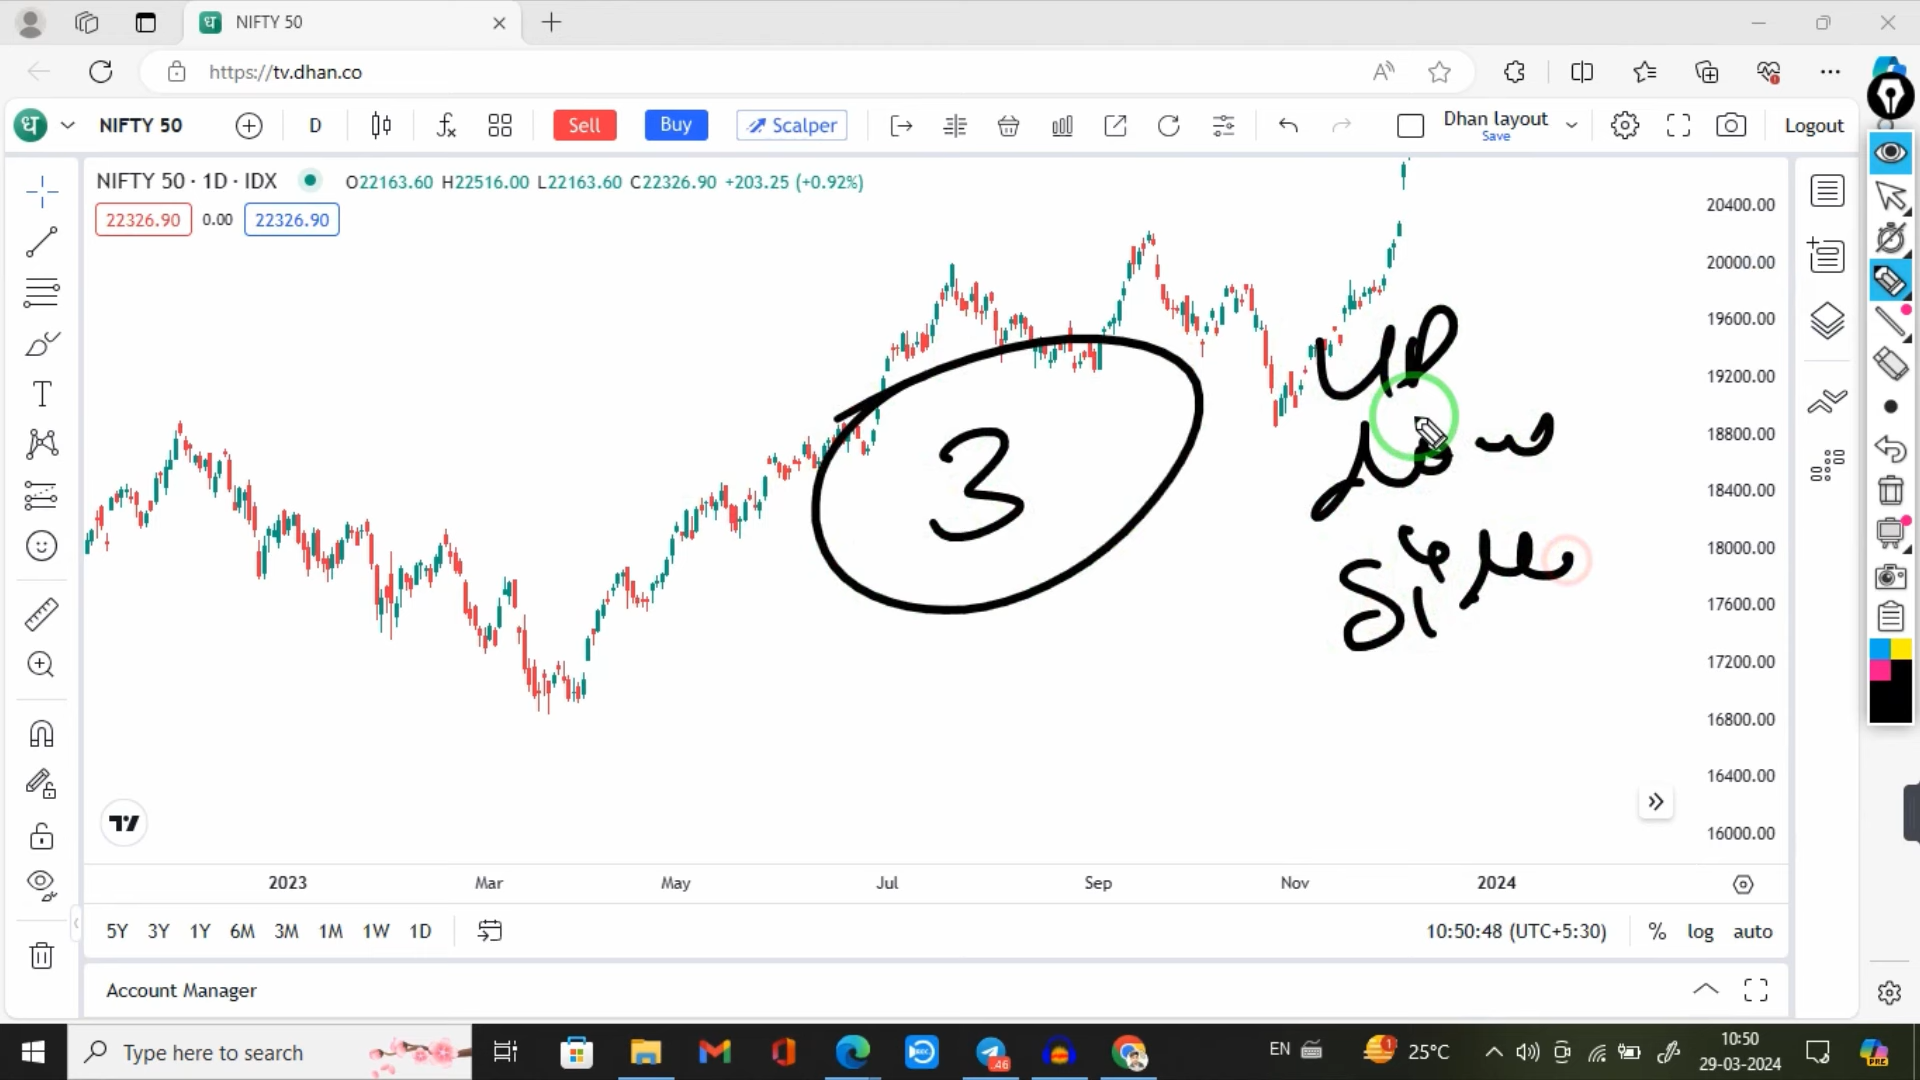 NIFTY 50
https://tv.dhan.co
ध NIFTY 50 D Sell Buy Scalper Dhan layout Save Logout
NIFTY 50 · 1D · IDX O22163.60 H22516.00 L22163.60 C22326.90 +203.25 (+0.92%)
22326.90 0.00 22326.90
20400.00
20000.00
19600.00
19200.00
18800.00
18400.00
18000.00
17600.00
17200.00
16800.00
16400.00
16000.00
3
UP
2023 Mar May Jul Sep Nov 2024
5Y 3Y 1Y 6M 3M 1M 1W 1D 10:50:48 (UTC+5:30) % log auto
Account Manager
Type here to search 46 EN 1 25°C 10:50
29-03-2024